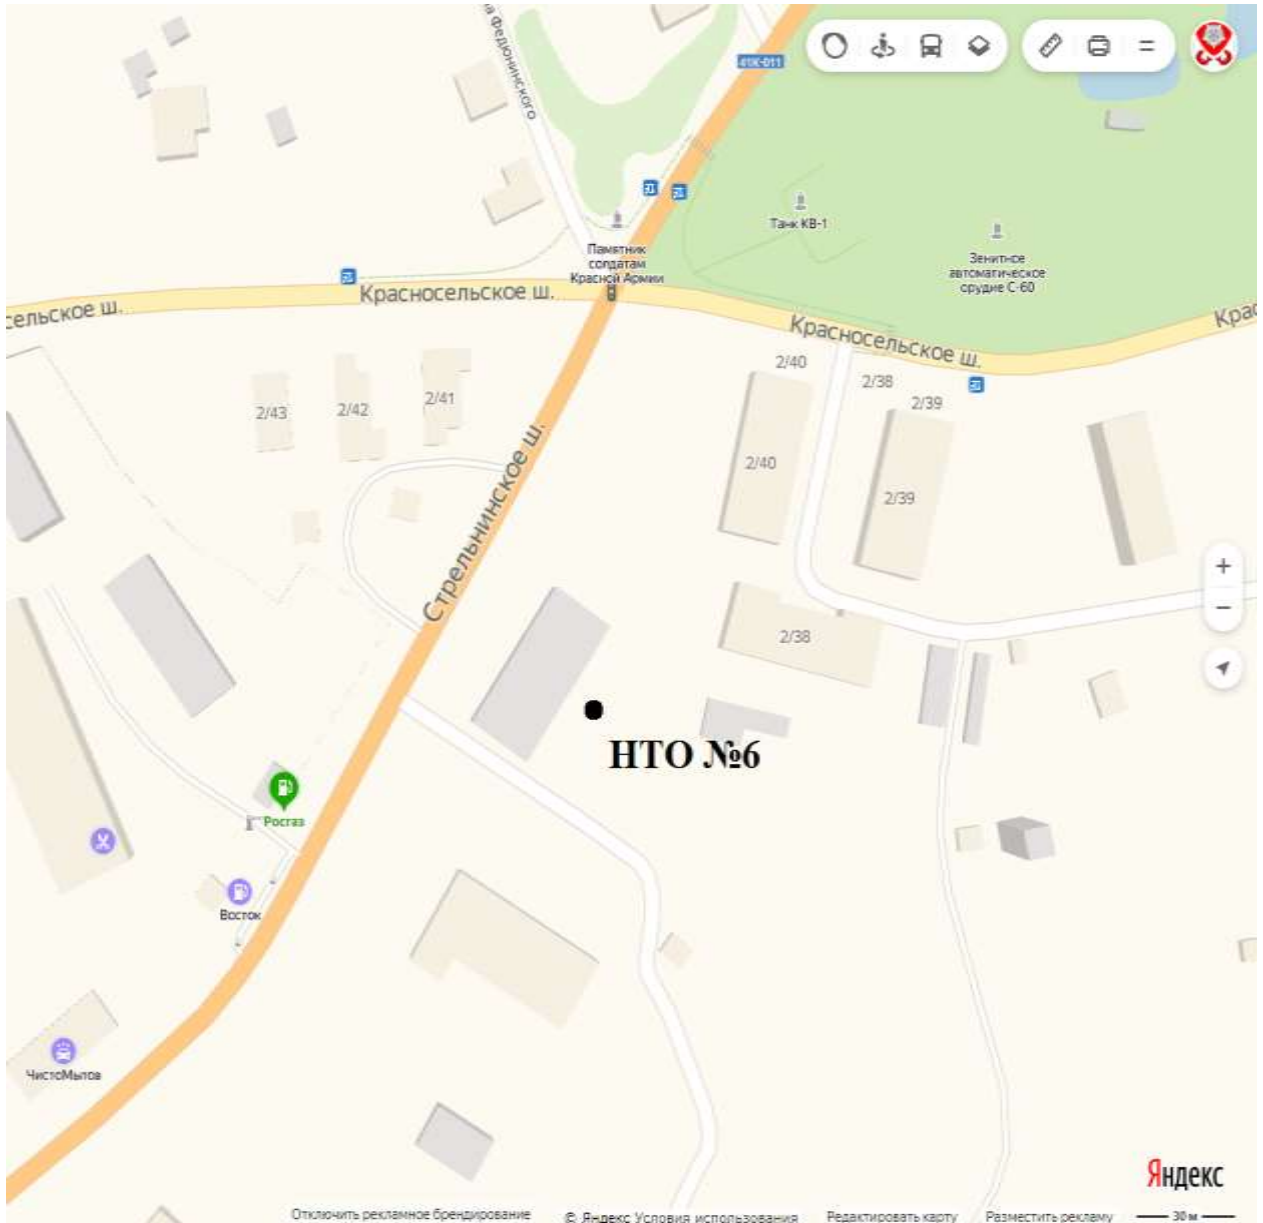 на Федюнинского
41К-011
Танк КВ-1
Памятник
солдатам
Красной Армии
Зенитное
автоматическое
орудие С-60
Красносельское ш.
сельское ш.
Красносельское ш.
Крас
2/40
2/38
2/39
2/43
2/42
2/41
2/40
2/39
Стрельнинское ш.
2/38
НТО №6
Росгаз
Восток
ЧистоМытов
Яндекс
Отключить рекламное брендирование
© Яндекс Условия использования
Редактировать карту
Разместить рекламу
30 м